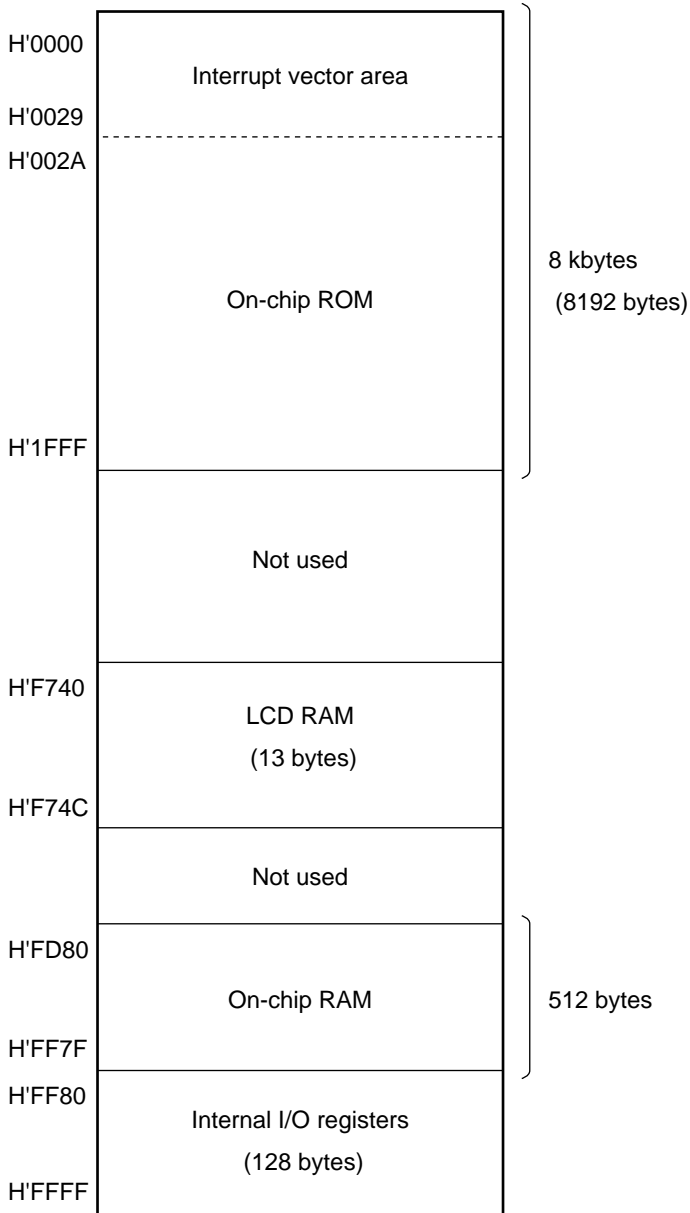 H'0000
Interrupt vector area
H'0029
H'002A
On-chip ROM
8 kbytes
(8192 bytes)
H'1FFF
Not used
H'F740
LCD RAM
(13 bytes)
H'F74C
Not used
H'FD80
On-chip RAM
512 bytes
H'FF7F
H'FF80
Internal I/O registers
(128 bytes)
H'FFFF